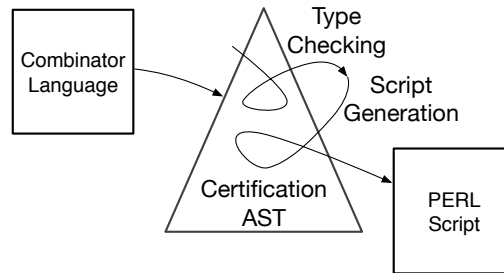 Combinator
Language
Type
Checking
Script
Generation
Certification
AST
PERL
Script